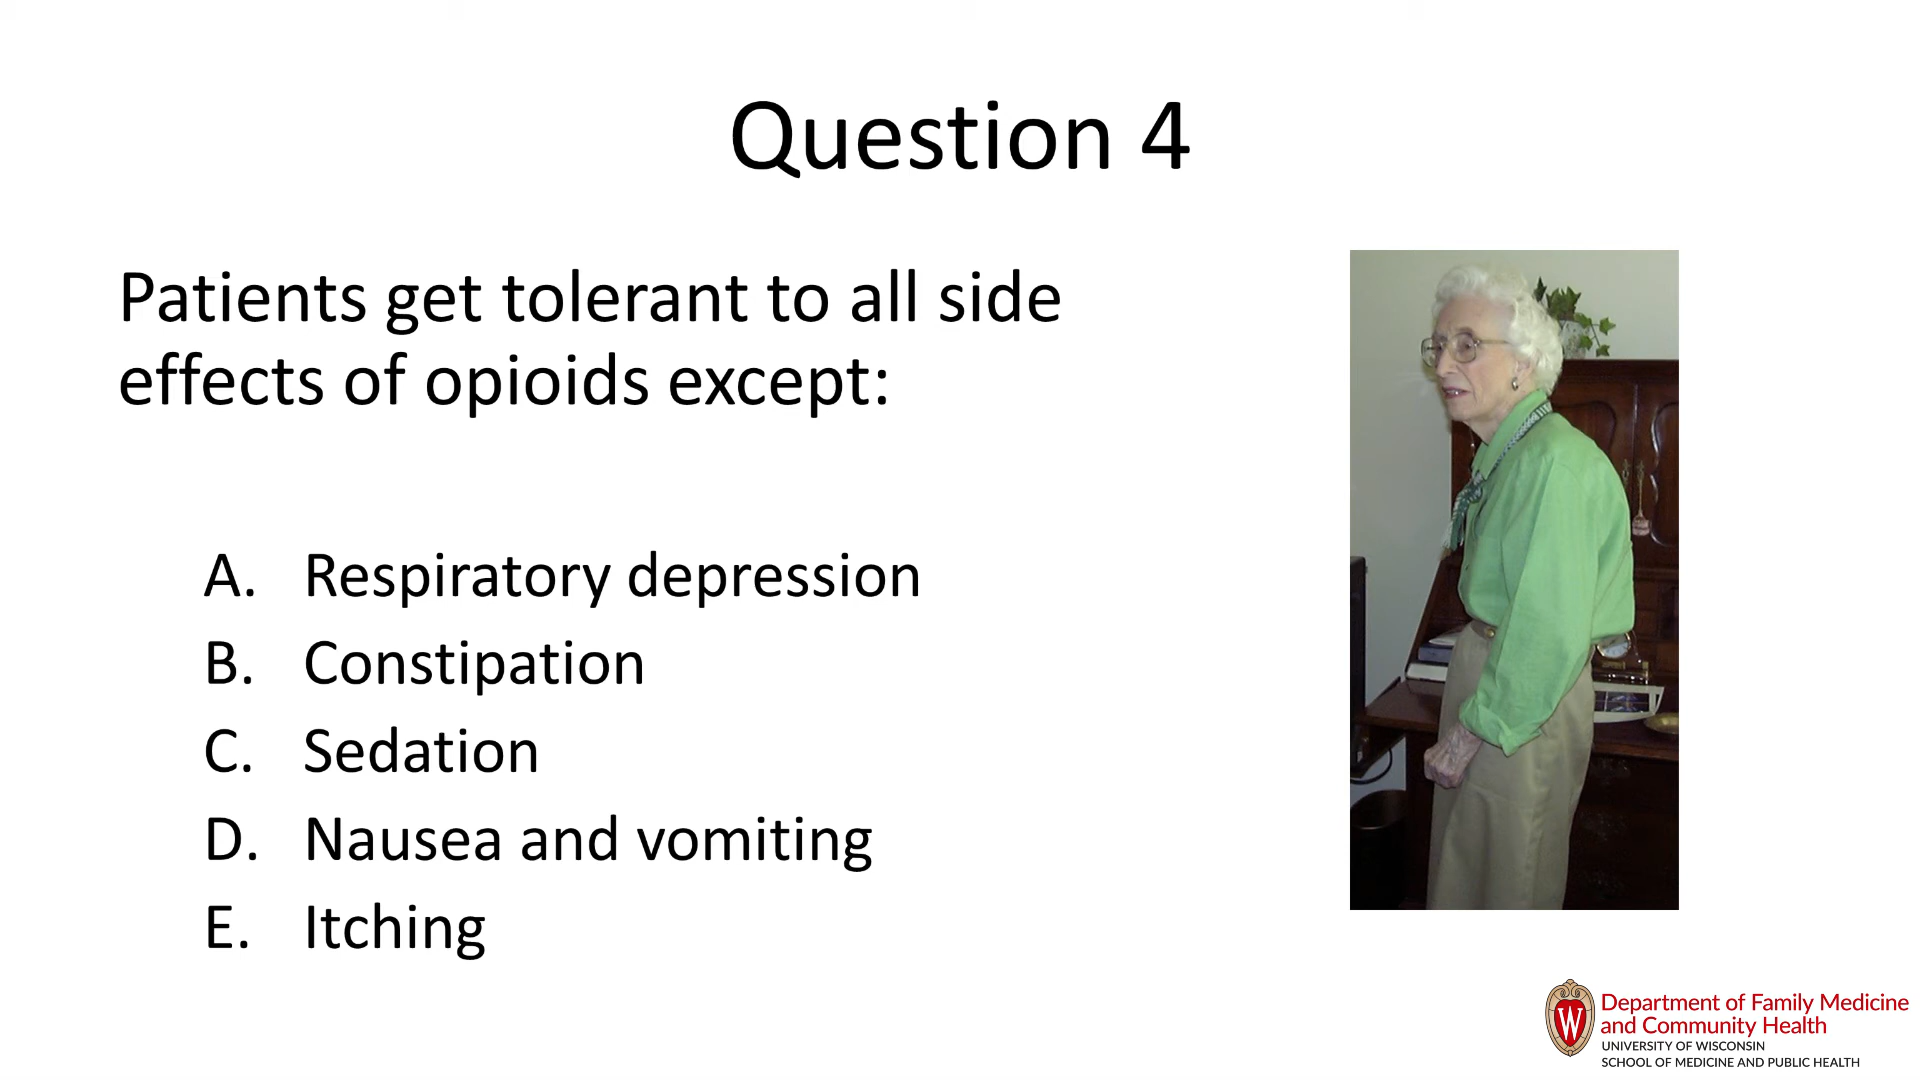 Question 4
Patients get tolerant to all side
effects of opioids except:
A. Respiratory depression
B. Constipation
C. Sedation
D. Nausea and vomiting
E. Itching
W
Department of Family Medicine
and Community Health
UNIVERSITY OF WISCONSIN
SCHOOL OF MEDICINE AND PUBLIC HEALTH